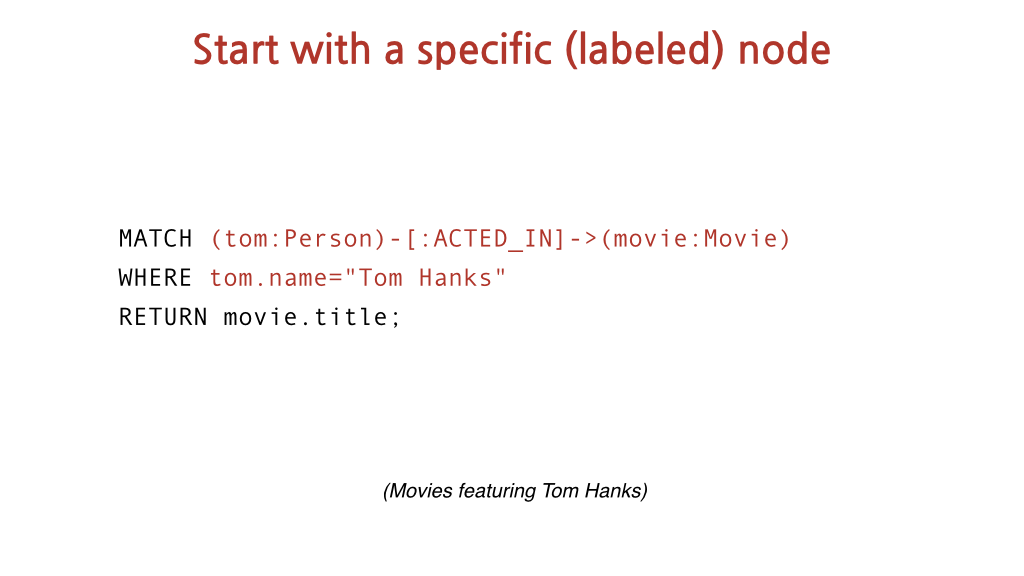 Start with a specific (labeled) node
MATCH (tom:Person)-[:ACTED_IN]->(movie:Movie)
WHERE tom.name="Tom Hanks"
RETURN movie.title;
(Movies featuring Tom Hanks)